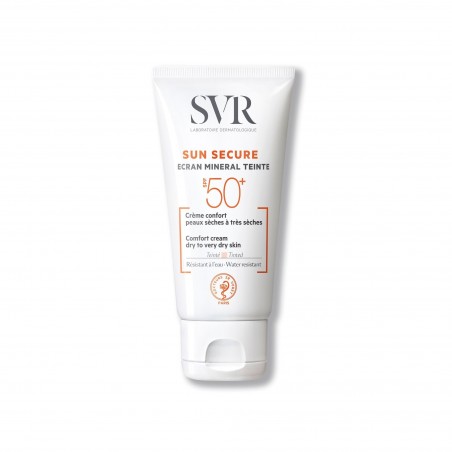 SVR
LABORATOIRE DERMATOLOGIQUE
SUN SECURE
ECRAN MINERAL TEINTE
SPF 50+
Crème confort
peaux sèches à très sèches
Comfort cream
dry to very dry skin
Teinté Tinted
Résistant à l'eau - Water resistant
PARIS